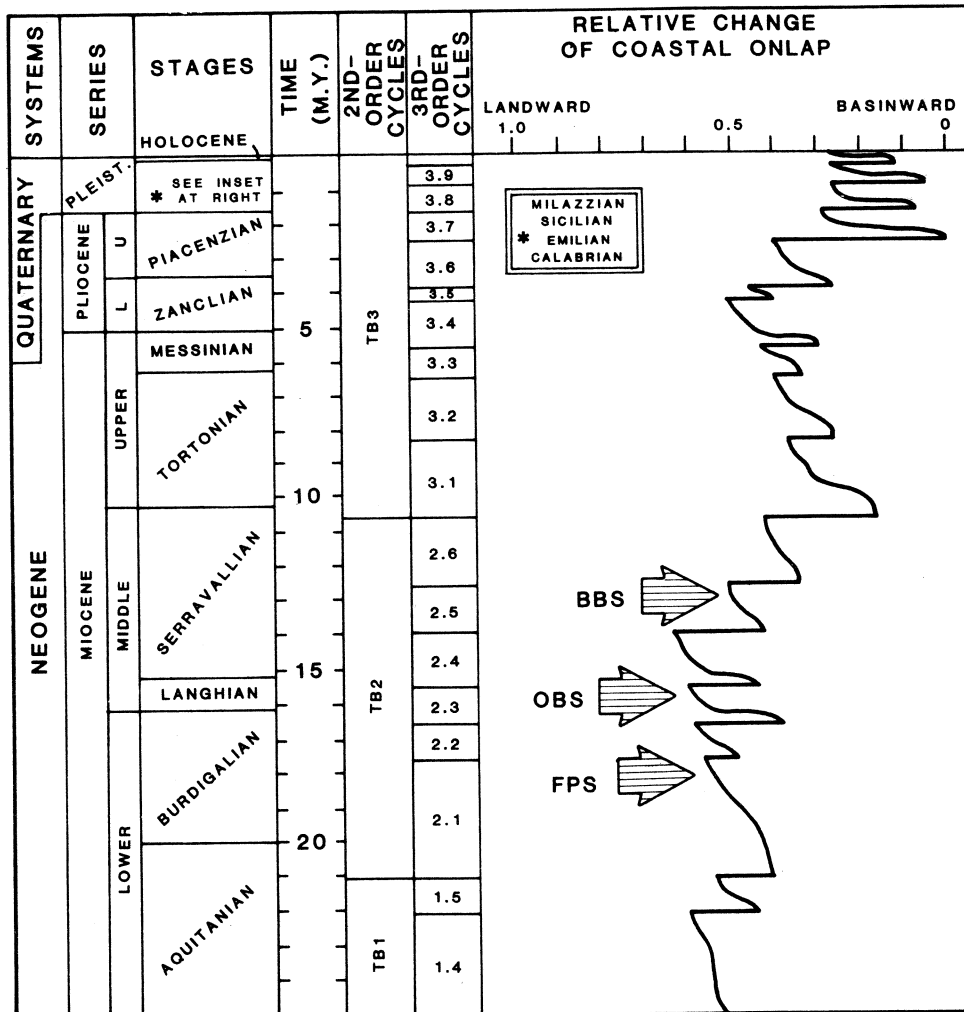 SYSTEMS
SERIES
STAGES
TIME
(M.Y.)
2ND-
ORDER
CYCLES
3RD-
ORDER
CYCLES
RELATIVE CHANGE
OF COASTAL ONLAP
LANDWARD
BASINWARD
1.0
0.5
0
HOLOCENE
QUATERNARY
NEOGENE
PLEIST.
PLIOCENE
U
L
MIOCENE
UPPER
MIDDLE
LOWER
* SEE INSET
AT RIGHT
PIACENZIAN
ZANCLIAN
MESSINIAN
TORTONIAN
SERRAVALLIAN
LANGHIAN
BURDIGALIAN
AQUITANIAN
5
10
15
20
TB3
TB2
TB1
3.9
3.8
3.7
3.6
3.5
3.4
3.3
3.2
3.1
2.6
2.5
2.4
2.3
2.2
2.1
1.5
1.4
MILAZZIAN
SICILIAN
* EMILIAN
CALABRIAN
BBS
OBS
FPS